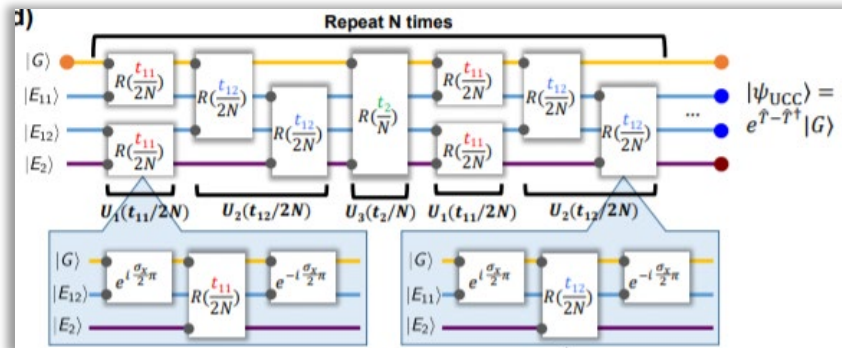 d)
Repeat N times
|G⟩ R(t₁₁/2N) R(t₁₂/2N) R(t₂/N) R(t₁₁/2N) R(t₁₂/2N)
|E₁₁⟩ R(t₁₂/2N) R(t₁₂/2N) ... |ψ_UCC⟩ =
|E₁₂⟩ R(t₁₁/2N) R(t₁₁/2N) e^{T̂−T̂†}|G⟩
|E₂⟩
U₁(t₁₁/2N) U₂(t₁₂/2N) U₃(t₂/N) U₁(t₁₁/2N) U₂(t₁₂/2N)
|G⟩ e^{i(σₓ/2)π} R(t₁₁/2N) e^{−i(σₓ/2)π} |G⟩ e^{i(σₓ/2)π} R(t₁₂/2N) e^{−i(σₓ/2)π}
|E₁₂⟩ |E₁₁⟩
|E₂⟩ |E₂⟩